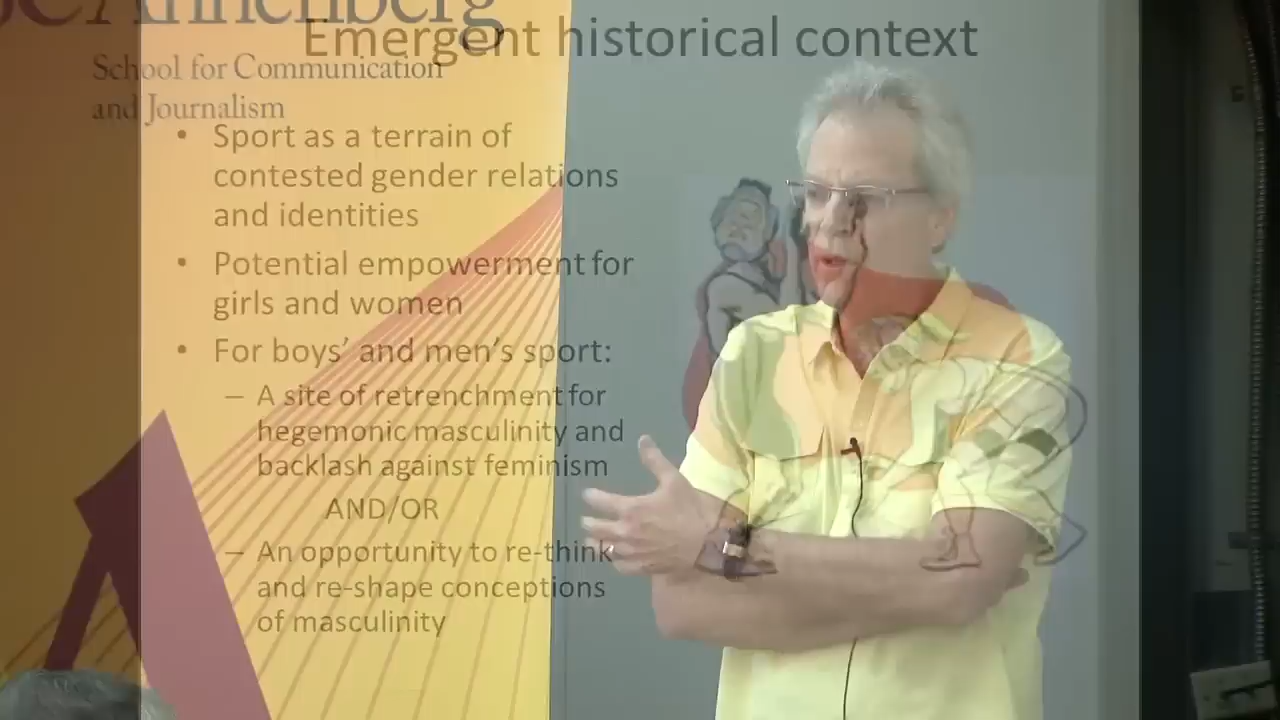 Annenberg
School for Communication
and Journalism
Emergent historical context
• Sport as a terrain of
contested gender relations
and identities
• Potential empowerment for
girls and women
• For boys' and men's sport:
– A site of retrenchment for
hegemonic masculinity and
backlash against feminism
AND/OR
– An opportunity to re-think
and re-shape conceptions
of masculinity